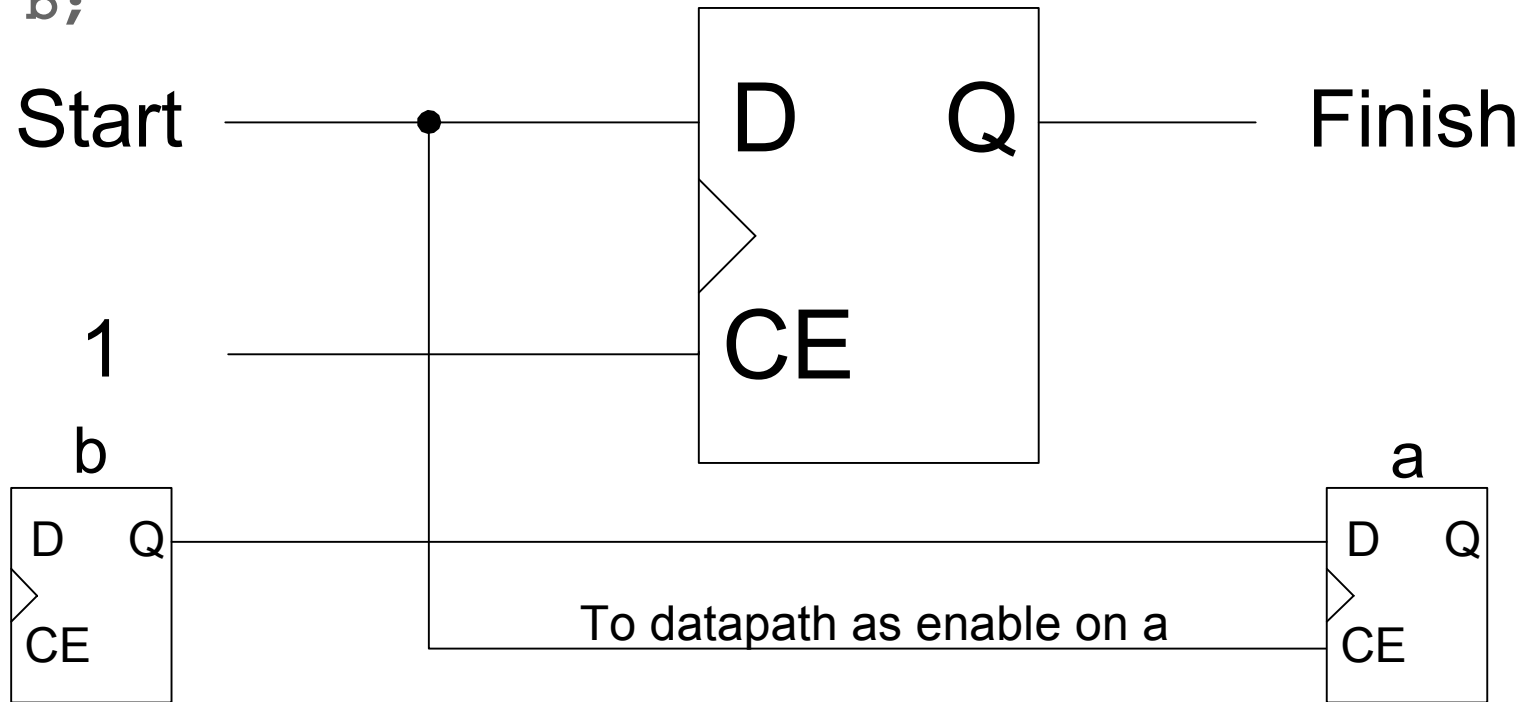 b;
Start
D Q
Finish
1
CE
b
a
D Q
D Q
To datapath as enable on a
CE
CE